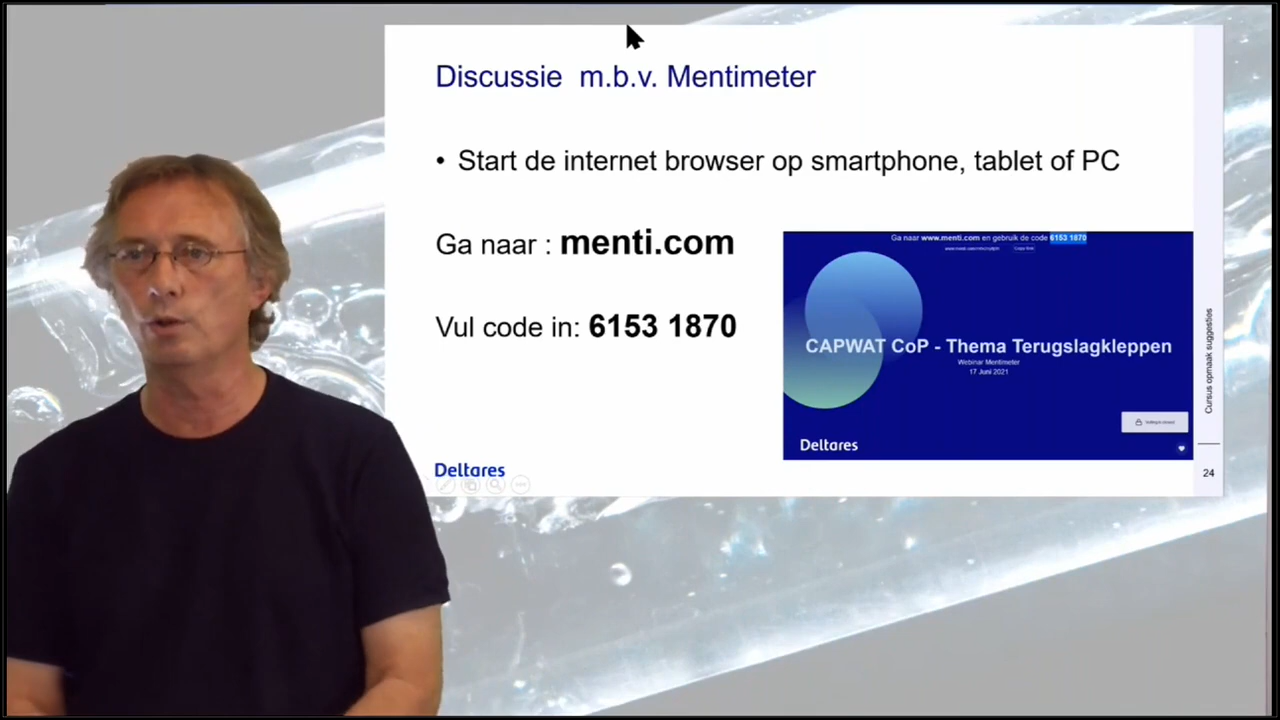 Discussie m.b.v. Mentimeter
• Start de internet browser op smartphone, tablet of PC
Ga naar : menti.com
Vul code in: 6153 1870
Ga naar www.menti.com en gebruik de code 6153 1870
CAPWAT CoP - Thema Terugslagkleppen
Webinar Mentimeter
17 Juni 2021
Deltares
Deltares
Cursus opmaak suggesties
24